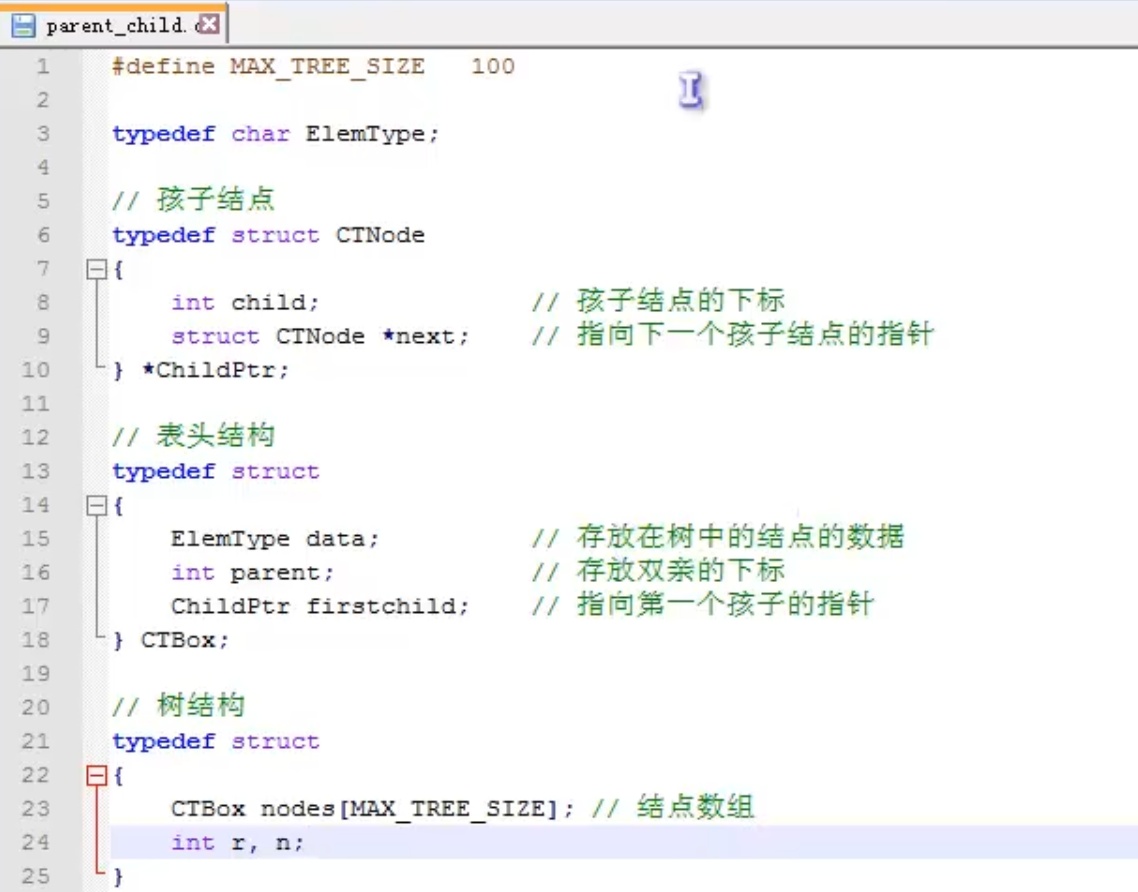 parent_child.
1 #define MAX_TREE_SIZE 100
2
3 typedef char ElemType;
4
5 // 孩子结点
6 typedef struct CTNode
7 {
8 int child; // 孩子结点的下标
9 struct CTNode *next; // 指向下一个孩子结点的指针
10 } *ChildPtr;
11
12 // 表头结构
13 typedef struct
14 {
15 ElemType data; // 存放在树中的结点的数据
16 int parent; // 存放双亲的下标
17 ChildPtr firstchild; // 指向第一个孩子的指针
18 } CTBox;
19
20 // 树结构
21 typedef struct
22 {
23 CTBox nodes[MAX_TREE_SIZE]; // 结点数组
24 int r, n;
25 }